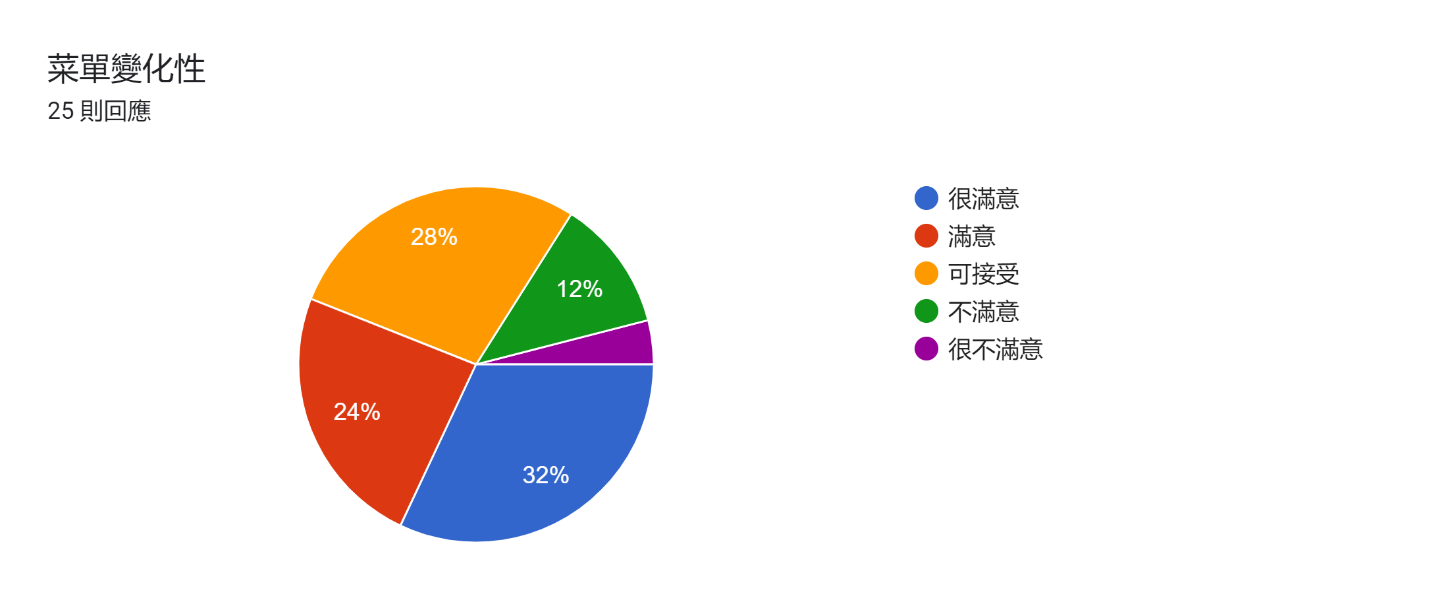 菜單變化性
25 則回應
28%
12%
24%
32%
很滿意
滿意
可接受
不滿意
很不滿意